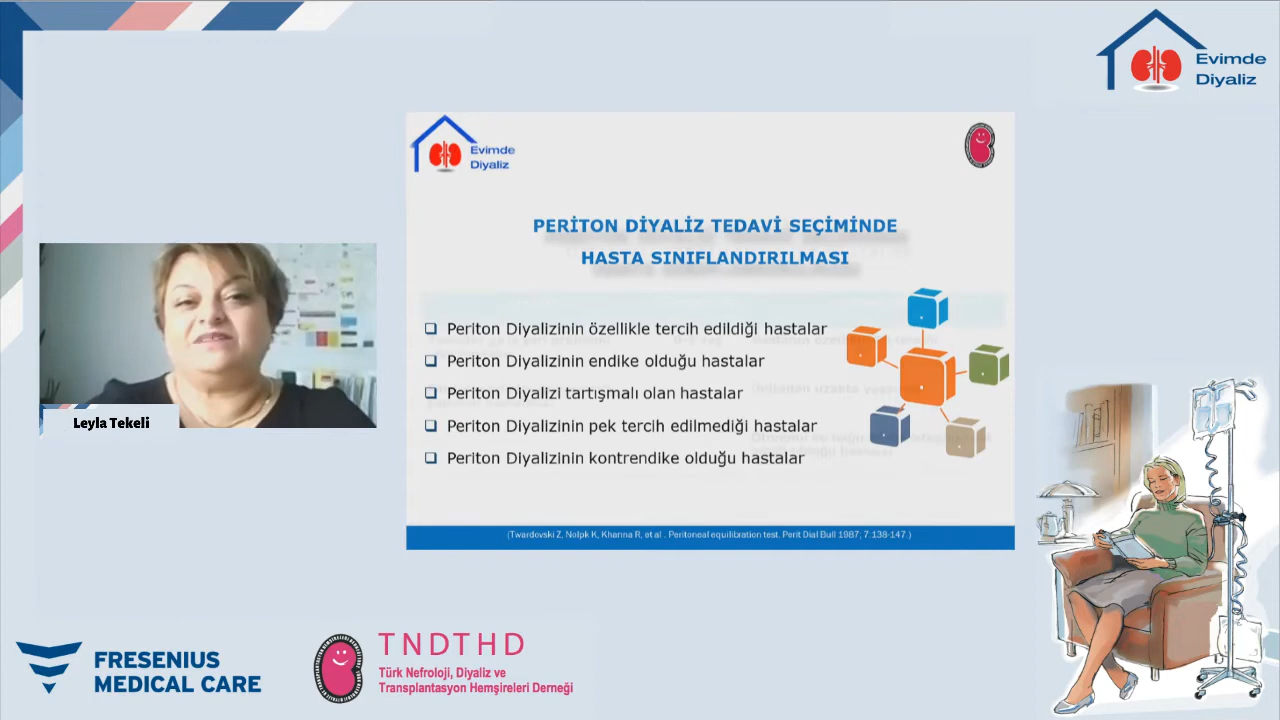 Evimde
Diyaliz
Evimde
Diyaliz
PERİTON DİYALİZ TEDAVİ SEÇİMİNDE
HASTA SINIFLANDIRILMASI
Periton Diyalizinin özellikle tercih edildiği hastalar
Periton Diyalizinin endike olduğu hastalar
Periton Diyalizi tartışmalı olan hastalar
Periton Diyalizinin pek tercih edilmediği hastalar
Periton Diyalizinin kontrendike olduğu hastalar
(Twardovski Z, Nolpk K, Khanna R, et al . Peritoneal equilibration test. Perit Dial Bull 1987; 7:138-147.)
Leyla Tekeli
FRESENIUS
MEDICAL CARE
TNDTHD
Türk Nefroloji, Diyaliz ve
Transplantasyon Hemşireleri Derneği